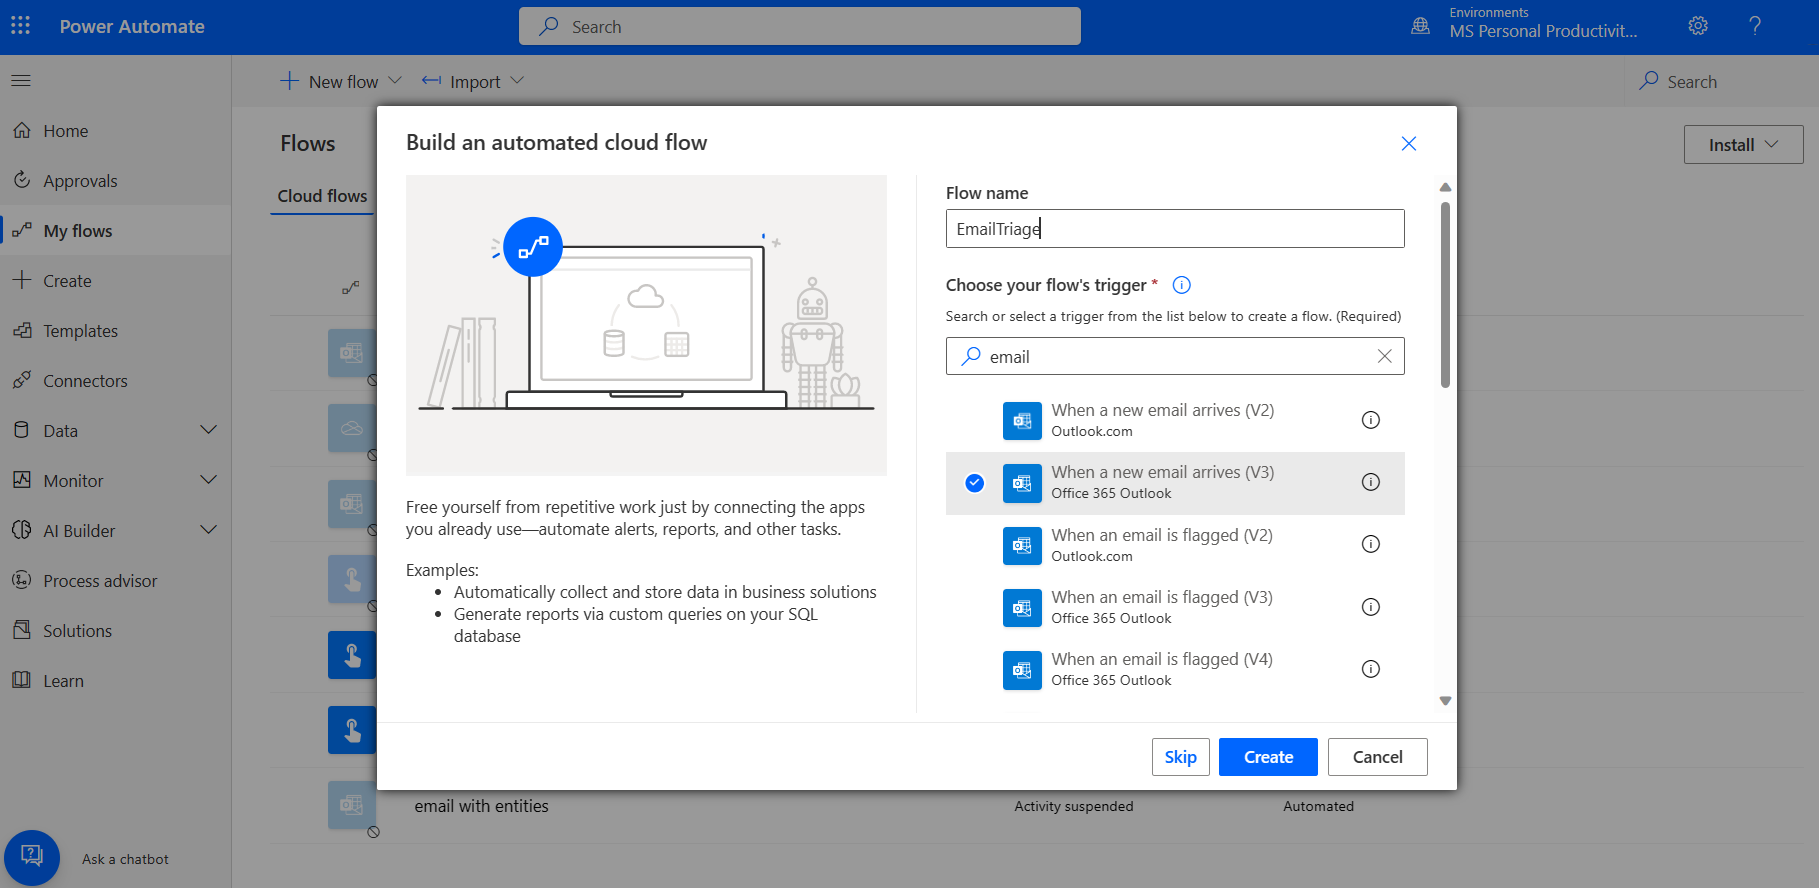 Power Automate
Search
Environments
MS Personal Productivit...
?
New flow
Import
Search
Home
Approvals
My flows
Create
Templates
Connectors
Data
Monitor
AI Builder
Process advisor
Solutions
Learn
Ask a chatbot
Flows
Install
Cloud flows
Build an automated cloud flow
Free yourself from repetitive work just by connecting the apps
you already use—automate alerts, reports, and other tasks.
Examples:
• Automatically collect and store data in business solutions
• Generate reports via custom queries on your SQL
database
Flow name
EmailTriage
Choose your flow's trigger *
Search or select a trigger from the list below to create a flow. (Required)
email
When a new email arrives (V2)
Outlook.com
When a new email arrives (V3)
Office 365 Outlook
When an email is flagged (V2)
Outlook.com
When an email is flagged (V3)
Office 365 Outlook
When an email is flagged (V4)
Office 365 Outlook
Skip
Create
Cancel
email with entities
Activity suspended
Automated